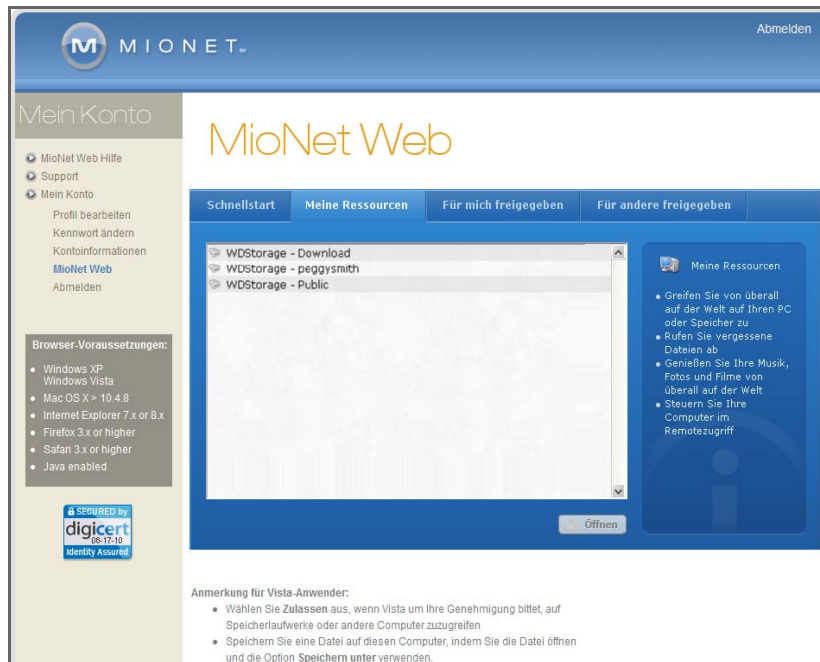 Abmelden
MIONET
Mein Konto
MioNet Web Hilfe
Support
Mein Konto
Profil bearbeiten
Kennwort ändern
Kontoinformationen
MioNet Web
Abmelden
Browser-Voraussetzungen:
Windows XP
Windows Vista
Mac OS X > 10.4.8
Internet Explorer 7.x or 8.x
Firefox 3.x or higher
Safari 3.x or higher
Java enabled
SECURED by
digicert
06-17-10
Identity Assured
MioNet Web
Schnellstart Meine Ressourcen Für mich freigegeben Für andere freigegeben
WDStorage - Download
WDStorage - peggysmith
WDStorage - Public
Öffnen
Meine Ressourcen
Greifen Sie von überall
auf der Welt auf Ihren PC
oder Speicher zu
Rufen Sie vergessene
Dateien ab
Genießen Sie Ihre Musik,
Fotos und Filme von
überall auf der Welt
Steuern Sie Ihre
Computer im
Remotezugriff
Anmerkung für Vista-Anwender:
Wählen Sie Zulassen aus, wenn Vista um Ihre Genehmigung bittet, auf
Speicherlaufwerke oder andere Computer zuzugreifen
Speichern Sie eine Datei auf diesen Computer, indem Sie die Datei öffnen
und die Option Speichern unter verwenden.